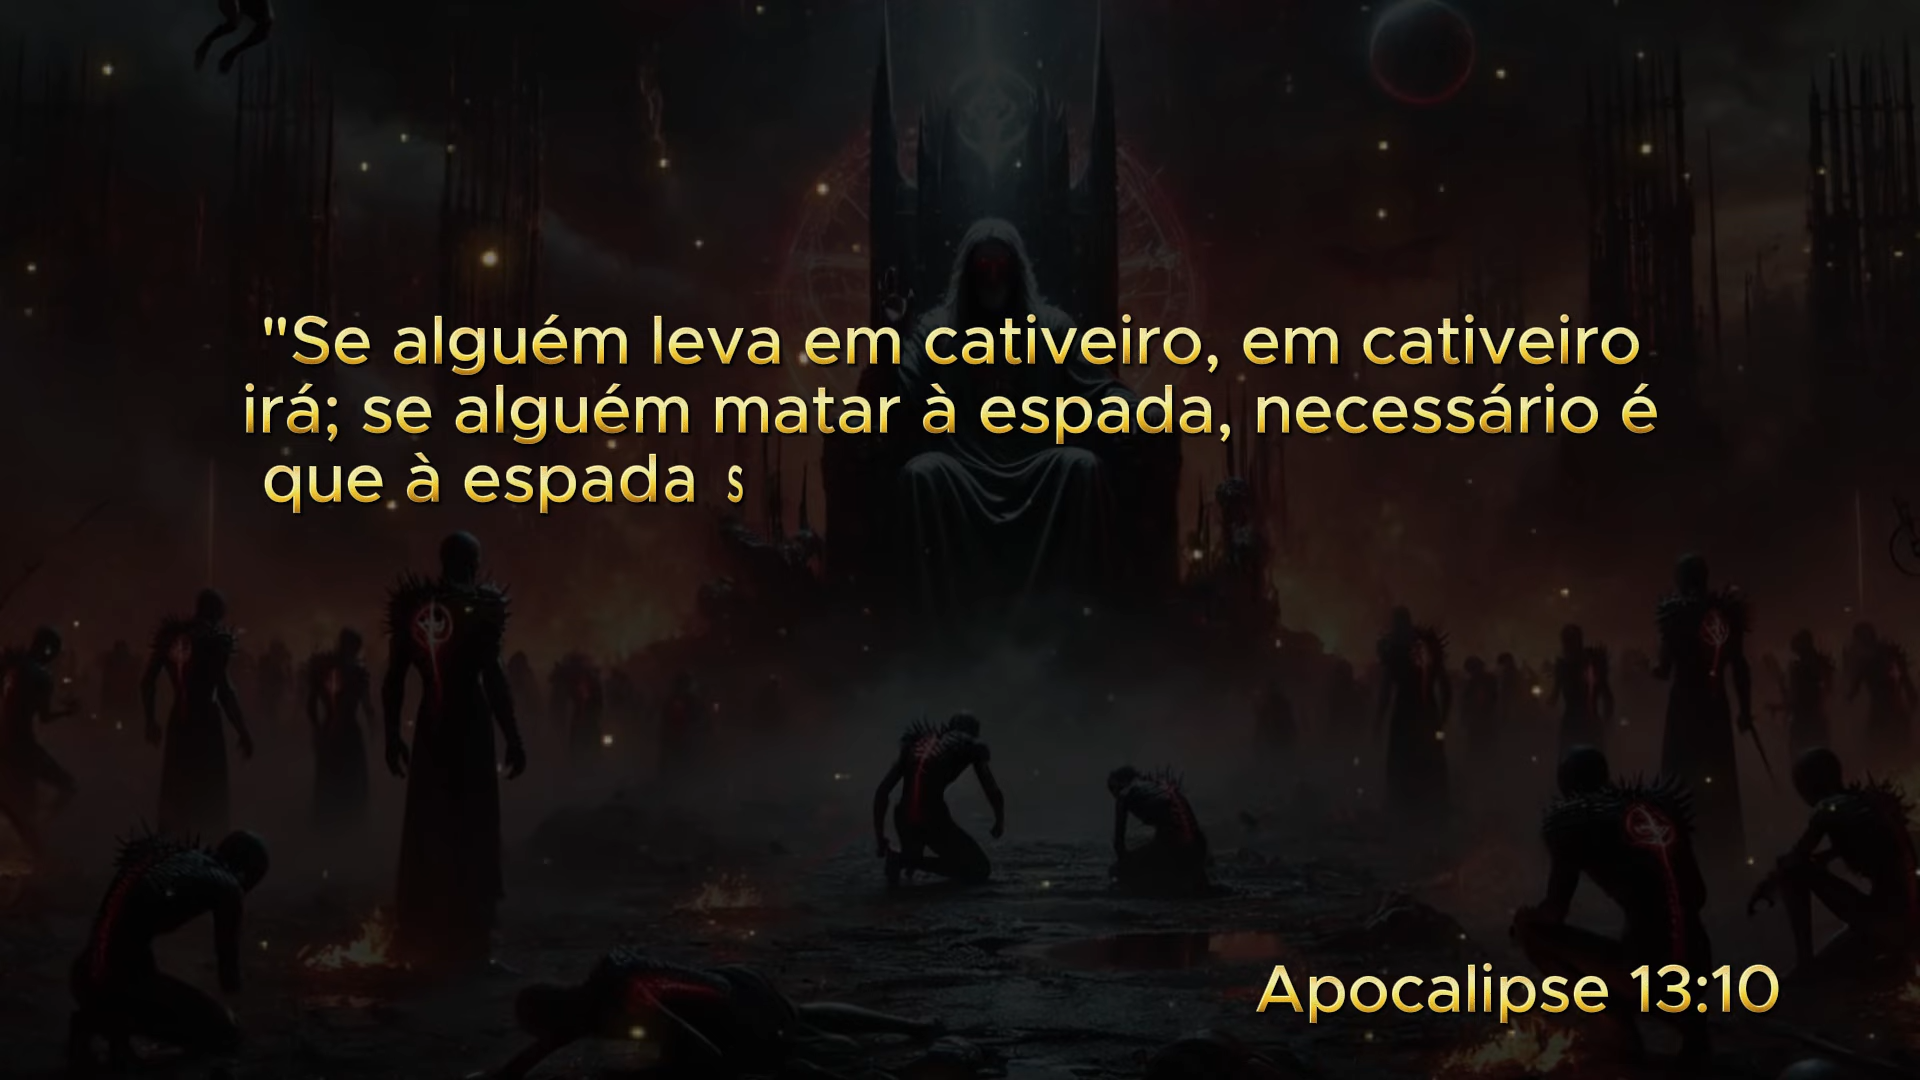 "Se alguém leva em cativeiro, em cativeiro
irá; se alguém matar à espada, necessário é
que à espada s
Apocalipse 13:10